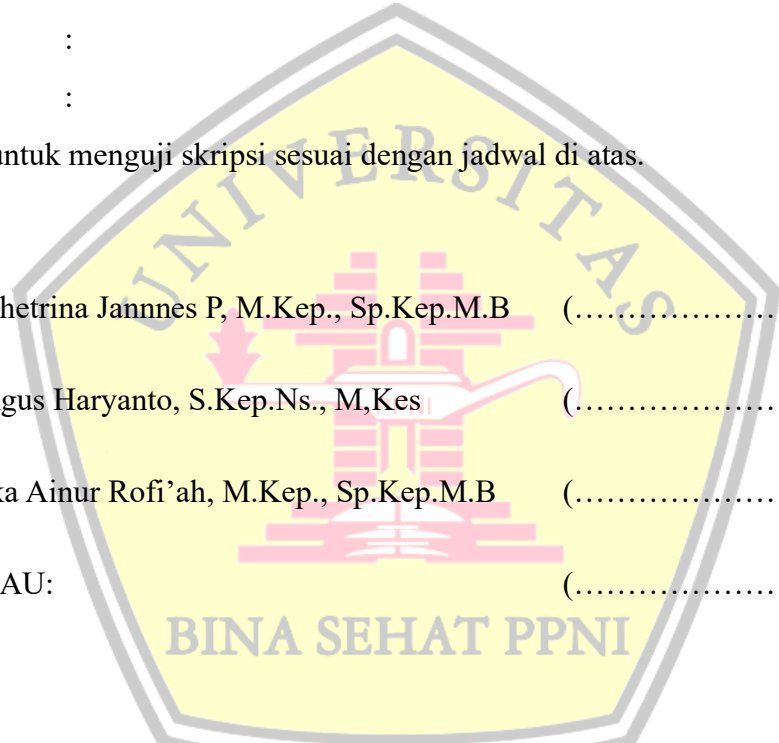 :
:
untuk menguji skripsi sesuai dengan jadwal di atas.
UNIVERSITAS
hetrina Jannnes P, M.Kep., Sp.Kep.M.B (………………
gus Haryanto, S.Kep.Ns., M,Kes (………………
ka Ainur Rofi’ah, M.Kep., Sp.Kep.M.B (………………
PPNI
AU: (………………
BINA SEHAT PPNI